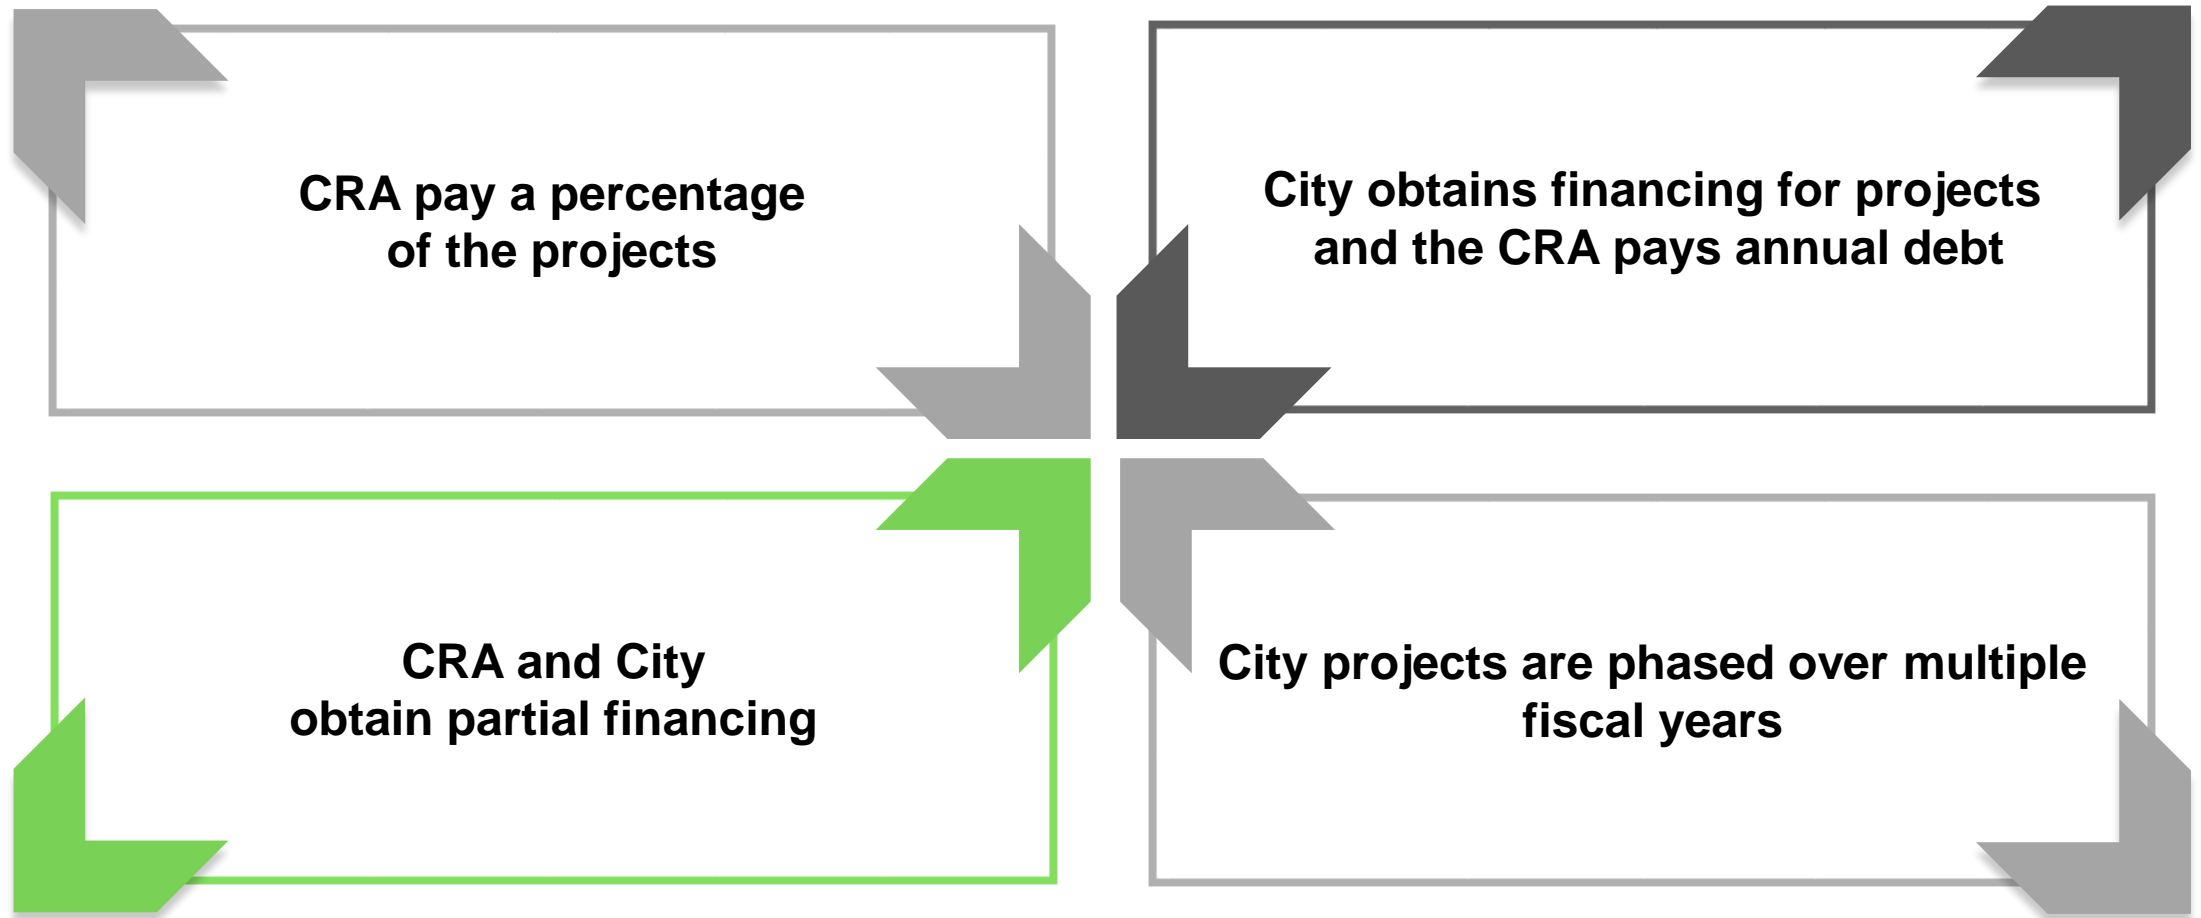 CRA pay a percentage
of the projects
City obtains financing for projects
and the CRA pays annual debt
CRA and City
obtain partial financing
City projects are phased over multiple
fiscal years